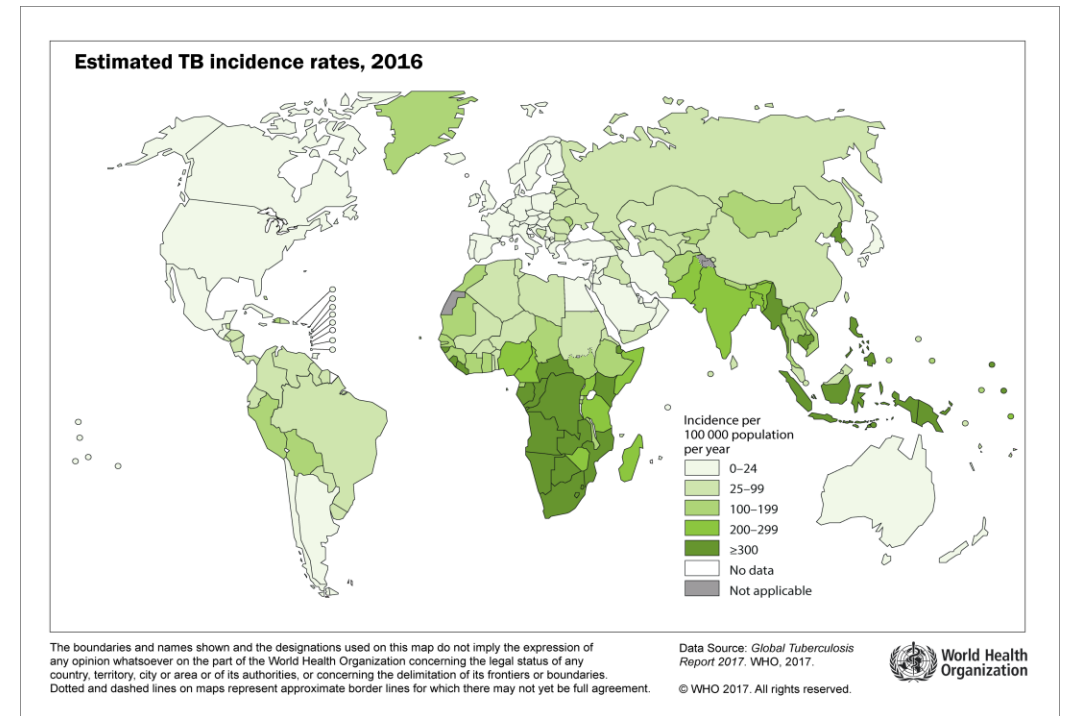 Estimated TB incidence rates, 2016
Incidence per
100 000 population
per year
0–24
25–99
100–199
200–299
≥300
No data
Not applicable
The boundaries and names shown and the designations used on this map do not imply the expression of
any opinion whatsoever on the part of the World Health Organization concerning the legal status of any
country, territory, city or area or of its authorities, or concerning the delimitation of its frontiers or boundaries.
Dotted and dashed lines on maps represent approximate border lines for which there may not yet be full agreement.
Data Source: Global Tuberculosis
Report 2017. WHO, 2017.
© WHO 2017. All rights reserved.
World Health
Organization